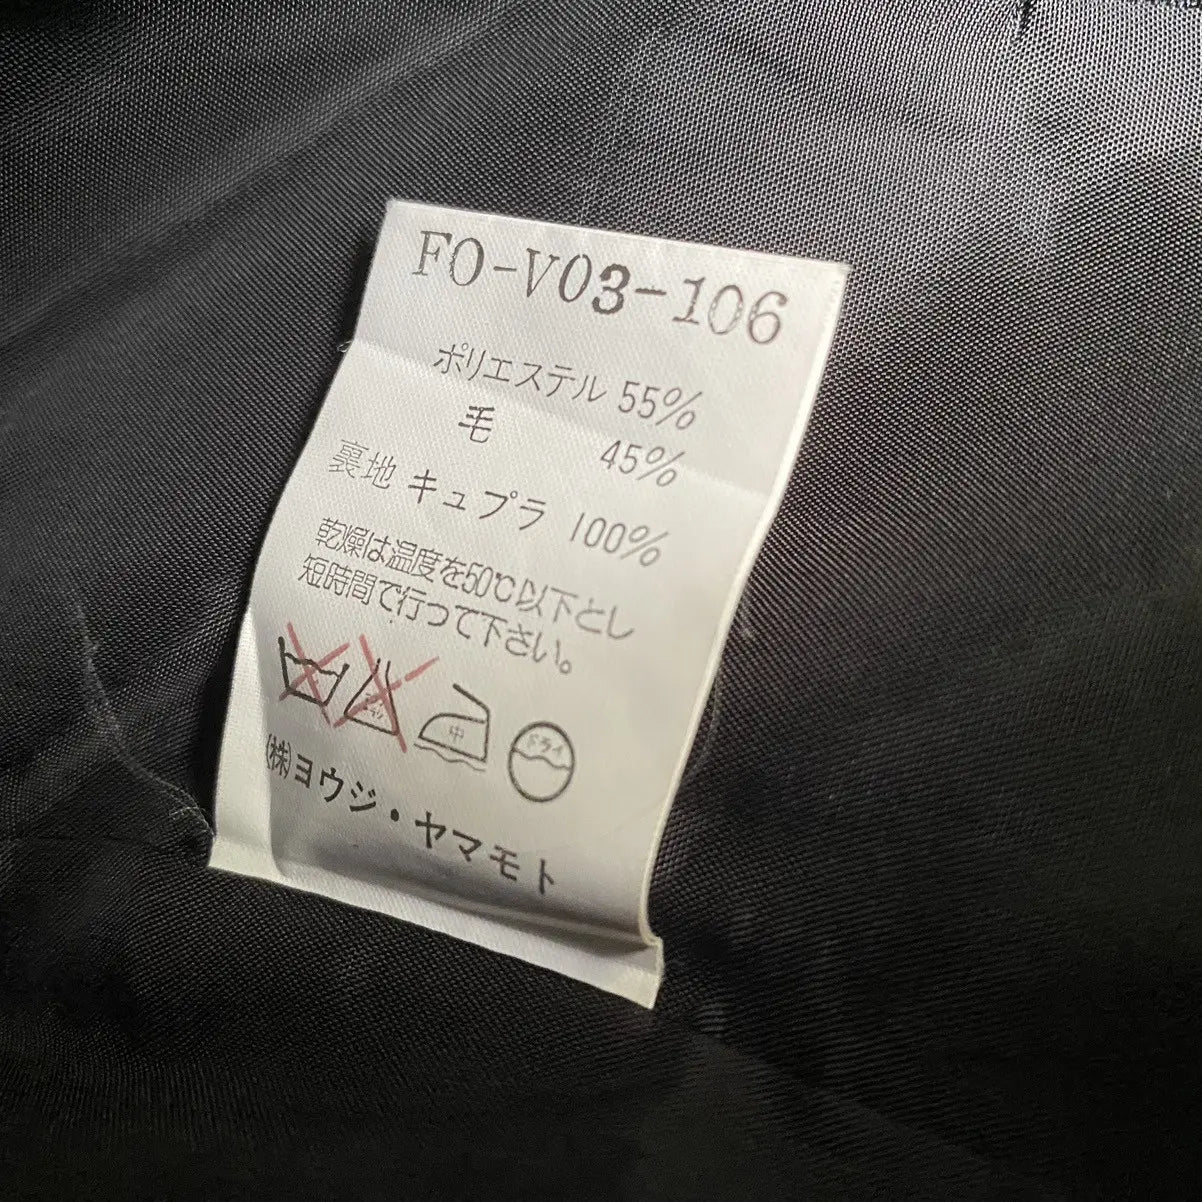 FO-V03-106
ポリエステル 55%
毛 45%
裏地 キュプラ 100%
乾燥は温度を50℃以下とし
短時間で行って下さい。
中 ドライ
(株)ヨウジ・ヤマモト